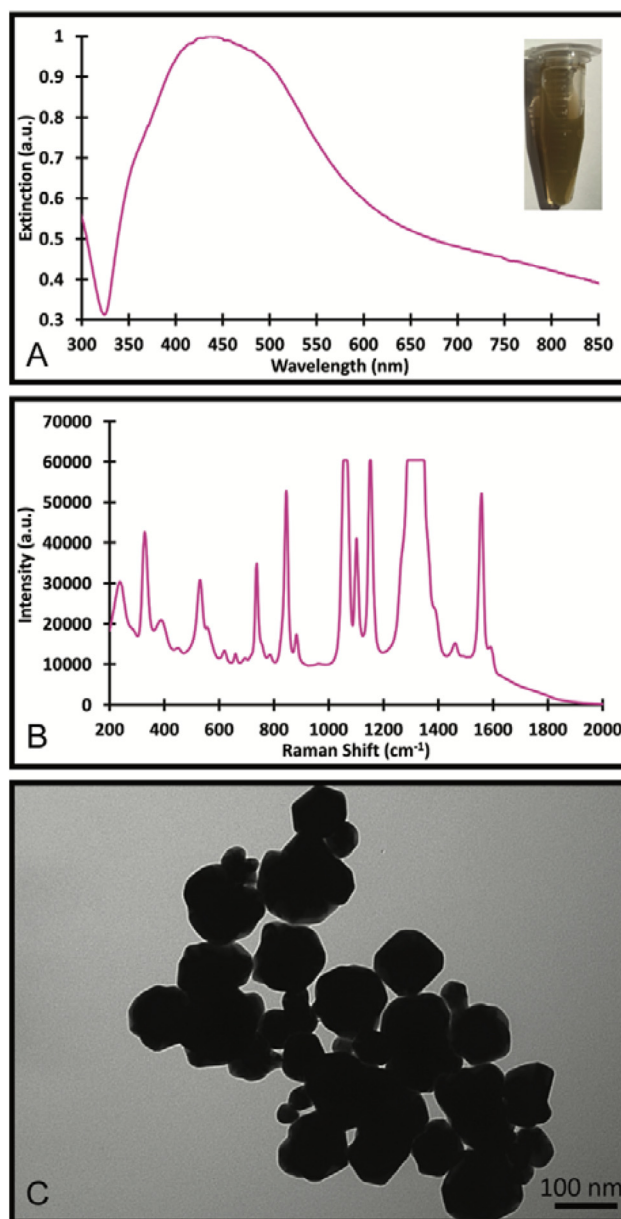 1
0.9
0.8
0.7
0.6
0.5
0.4
0.3
Extinction (a.u.)
300 350 400 450 500 550 600 650 700 750 800 850
Wavelength (nm)
A
70000
60000
50000
40000
30000
20000
10000
0
Intensity (a.u.)
200 400 600 800 1000 1200 1400 1600 1800 2000
Raman Shift (cm⁻¹)
B
100 nm
C